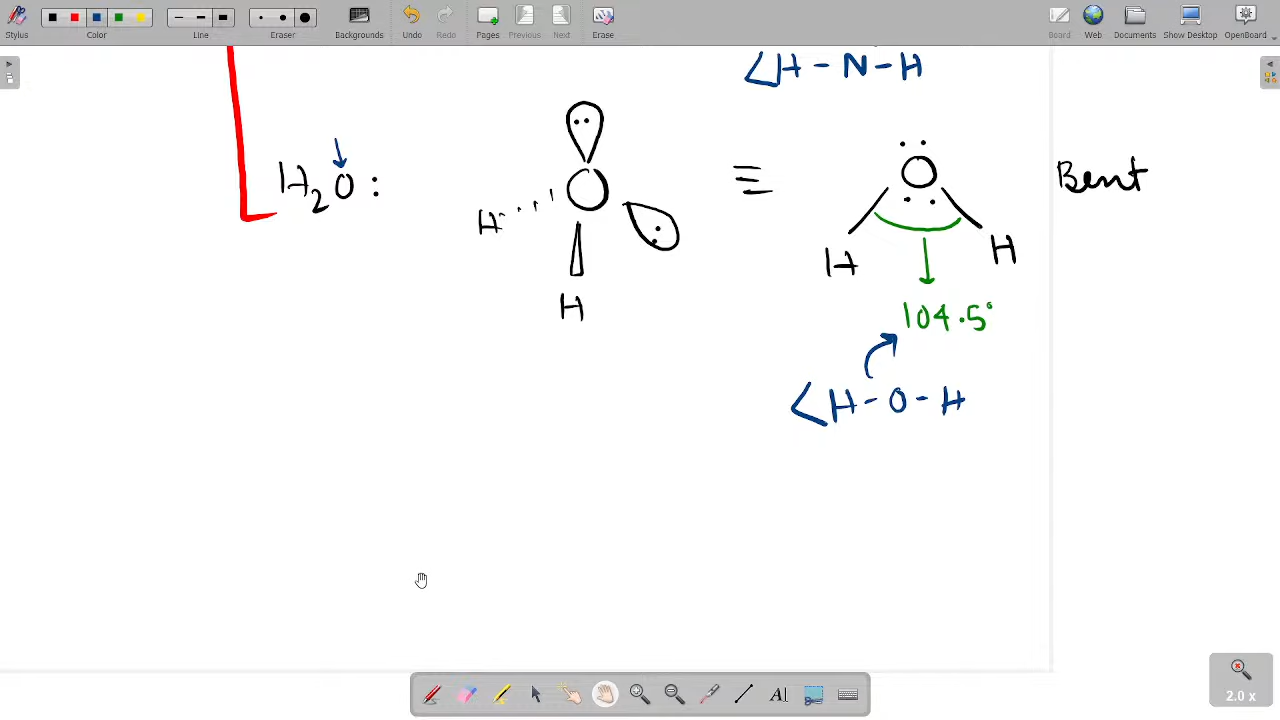 Stylus Color Line Eraser Backgrounds Undo Redo Pages Previous Next Erase Board Web Documents Show Desktop OpenBoard
<H - N - H
H2O :
H O H
≡
O H H
Bent
104.5°
<H - O - H
AI
2.0 x